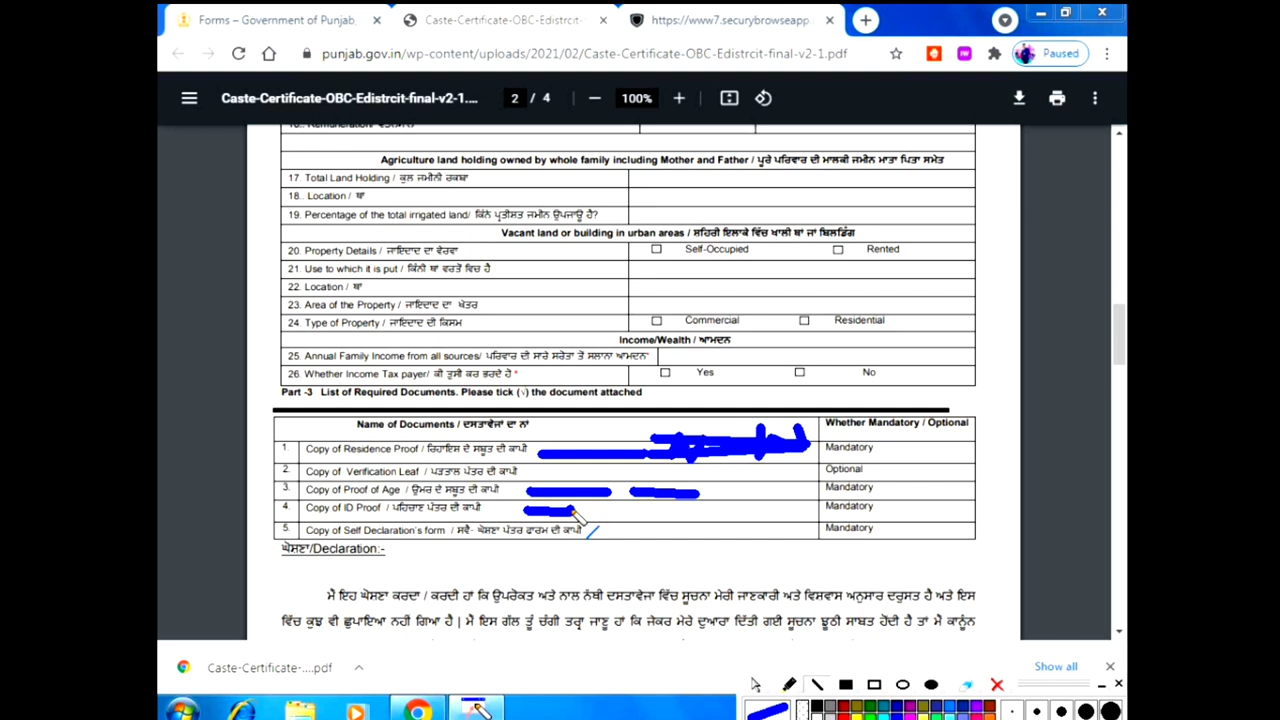 Forms – Government of Punjab,
Caste-Certificate-OBC-Edistrcit-
https://www7.securybrowseapp.
punjab.gov.in/wp-content/uploads/2021/02/Caste-Certificate-OBC-Edistrcit-final-v2-1.pdf
Paused
Caste-Certificate-OBC-Edistrcit-final-v2-1....
2 / 4
100%
Agriculture land holding owned by whole family including Mother and Father / ਪੂਰੇ ਪਰਿਵਾਰ ਦੀ ਮਾਲਕੀ ਜਮੀਨ ਮਾਤਾ ਪਿਤਾ ਸਮੇਤ
17. Total Land Holding / ਕੁਲ ਜਮੀਨੀ ਰਕਬਾ
18.. Location / ਥਾਂ
19. Percentage of the total irrigated land/ ਕਿੰਨੇ ਪ੍ਰਤੀਸਤ ਜਮੀਨ ਉਪਜਾਊ ਹੈ?
Vacant land or building in urban areas / ਸ਼ਹਿਰੀ ਇਲਾਕੇ ਵਿੱਚ ਖਾਲੀ ਥਾਂ ਜਾਂ ਬਿਲਡਿੰਗ
20. Property Details / ਜਾਇਦਾਦ ਦਾ ਵੇਰਵਾ Self-Occupied Rented
21. Use to which it is put / ਕਿੰਨੀ ਥਾਂ ਵਰਤੋਂ ਵਿਚ ਹੈ
22. Location / ਥਾਂ
23. Area of the Property / ਜਾਇਦਾਦ ਦਾ ਖੇਤਰ
24. Type of Property / ਜਾਇਦਾਦ ਦੀ ਕਿਸਮ Commercial Residential
Income/Wealth / ਆਮਦਨ
25. Annual Family Income from all sources/ ਪਰਿਵਾਰ ਦੀ ਸਾਰੇ ਸਰੋਤਾ ਤੋਂ ਸਲਾਨਾ ਆਮਦਨ
26. Whether Income Tax payer/ ਕੀ ਤੁਸੀ ਕਰ ਭਰਦੇ ਹੋ * Yes No
Part -3 List of Required Documents. Please tick (√) the document attached
Name of Documents / ਦਸਤਾਵੇਜਾਂ ਦਾ ਨਾਂ Whether Mandatory / Optional
1. Copy of Residence Proof / ਰਿਹਾਇਸ ਦੇ ਸਬੂਤ ਦੀ ਕਾਪੀ Mandatory
2. Copy of Verification Leaf / ਪੜਤਾਲ ਪੱਤਰ ਦੀ ਕਾਪੀ Optional
3. Copy of Proof of Age / ਉਮਰ ਦੇ ਸਬੂਤ ਦੀ ਕਾਪੀ Mandatory
4. Copy of ID Proof / ਪਹਿਚਾਣ ਪੱਤਰ ਦੀ ਕਾਪੀ Mandatory
5. Copy of Self Declaration's form / ਸਵੈ- ਘੋਸ਼ਣਾ ਪੱਤਰ ਫਾਰਮ ਦੀ ਕਾਪੀ Mandatory
ਘੋਸ਼ਣਾ/Declaration:-
ਮੈਂ ਇਹ ਘੋਸ਼ਣਾ ਕਰਦਾ / ਕਰਦੀ ਹਾਂ ਕਿ ਉਪਰੋਕਤ ਅਤੇ ਨਾਲ ਨੱਥੀ ਦਸਤਾਵੇਜਾ ਵਿੱਚ ਸੂਚਨਾ ਮੇਰੀ ਜਾਣਕਾਰੀ ਅਤੇ ਵਿਸਵਾਸ ਅਨੁਸਾਰ ਦਰੁਸਤ ਹੈ ਅਤੇ ਇਸ
ਵਿੱਚ ਕੁਝ ਵੀ ਛੁਪਾਇਆ ਨਹੀਂ ਗਿਆ ਹੈ | ਮੈਂ ਇਸ ਗੱਲ ਤੂੰ ਚੰਗੀ ਤਰ੍ਹਾ ਜਾਣੂ ਹਾਂ ਕਿ ਜੇਕਰ ਮੇਰੇ ਦੁਆਰਾ ਦਿੱਤੀ ਗਈ ਸੂਚਨਾ ਝੂਠੀ ਸਾਬਤ ਹੋਂਦੀ ਹੈ ਤਾਂ ਮੈਂ ਕਾਨੂੰਨ
Caste-Certificate-....pdf
Show all